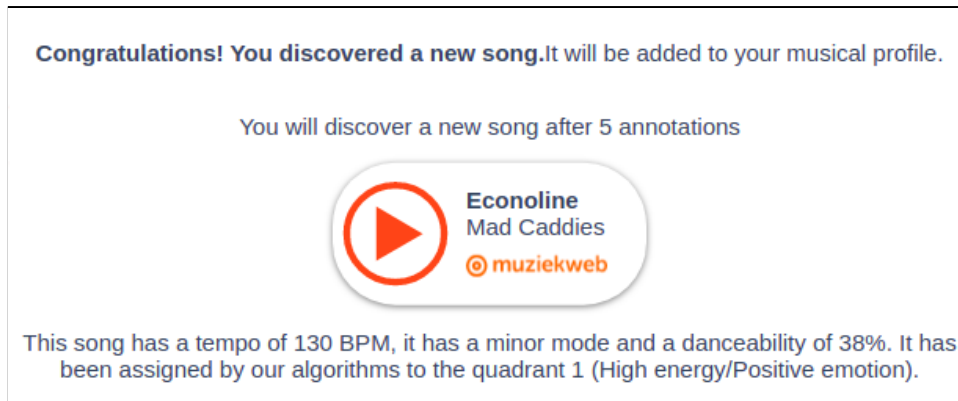 Congratulations! You discovered a new song.It will be added to your musical profile.
You will discover a new song after 5 annotations
Econoline
Mad Caddies
muziekweb
This song has a tempo of 130 BPM, it has a minor mode and a danceability of 38%. It has
been assigned by our algorithms to the quadrant 1 (High energy/Positive emotion).